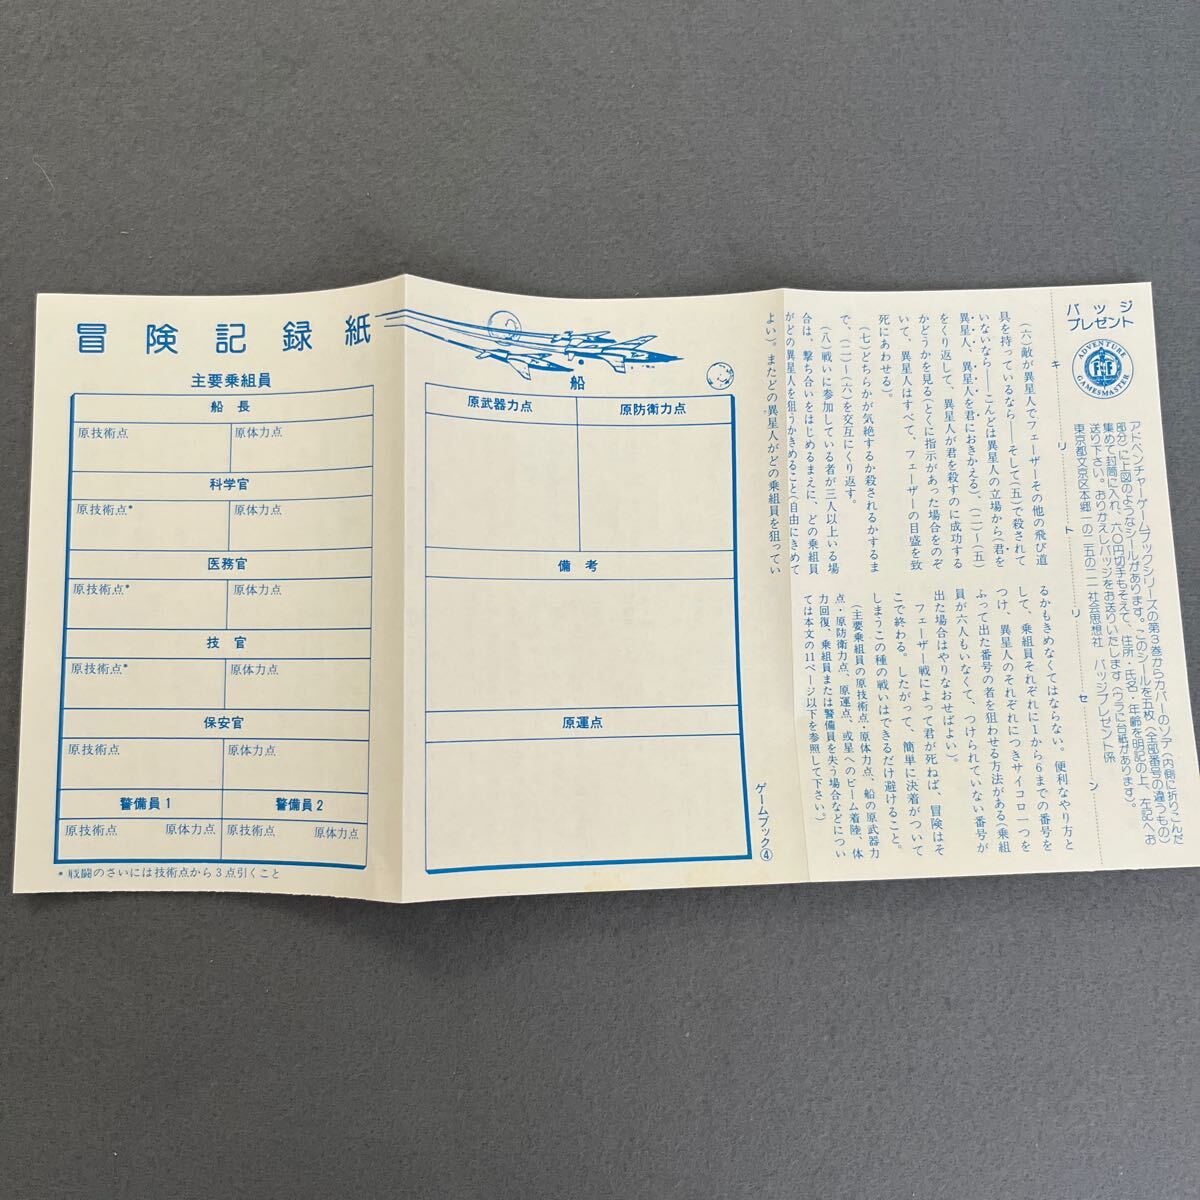 冒険記録紙
主要乗組員
船　長
原技術点　原体力点
科学官
原技術点*　原体力点
医務官
原技術点*　原体力点
技　官
原技術点*　原体力点
保安官
原技術点　原体力点
警備員1　警備員2
原技術点　原体力点　原技術点　原体力点
* 戦闘のさいには技術点から3点引くこと
船
原武器力点　原防衛力点
備　考
原運点
ゲームブック④
(六)敵が異星人でフェーザーその他の飛び道
具を持っているなら——そして(五)で殺されて
いないなら——こんどは異星人の立場から(君を
異星人、異星人を君におきかえる)、(二)〜(五)
をくり返して、異星人が君を殺すのに成功する
かどうかを見る(とくに指示があった場合をのぞ
いて、異星人はすべて、フェーザーの目盛を致
死にあわせる)。
(七)どちらかが気絶するか殺されるかするま
で、(二)〜(六)を交互にくり返す。
(八)戦いに参加している者が三人以上いる場
合は、撃ち合いをはじめるまえに、どの乗組員
がどの異星人を狙うかきめること(自由にきめて
よい)。またどの異星人がどの乗組員を狙ってい
るかもきめなくてはならない。便利なやり方と
して、乗組員それぞれに1から6までの番号を
つけ、異星人のそれぞれにつきサイコロ一つを
ふって出た番号の者を狙わせる方法がある(乗組
員が六人もいなくて、つけられていない番号が
出た場合はやりなおせばよい)。
フェーザー戦によって君が死ねば、冒険はそ
こで終わる。したがって、簡単に決着がついて
しまうこの種の戦いはできるだけ避けること。
(主要乗組員の原技術点・原体力点、船の原武器力
点・原防衛力点、原運点、或星へのビーム着陸、体
力回復、乗組員または警備員を失う場合などについ
ては本文の11ページ以下を参照して下さい。)
キリトリセン
バッジ
プレゼント
ADVENTURE
FF
GAMESMASTER
アドベンチャーゲームブックシリーズの第3巻からカバーのソデ(内側に折りこんだ
部分)に上図のようなシールがあります。このシールを五枚(全部番号の違うもの)
集めて封筒に入れ、六〇円切手もそえて、住所・氏名・年齢を明記の上、左記へお
送り下さい。おりかえしバッジをお送りいたします(ウラに台紙があります)。
東京都文京区本郷一の二五の二一 社会思想社　バッジプレゼント係